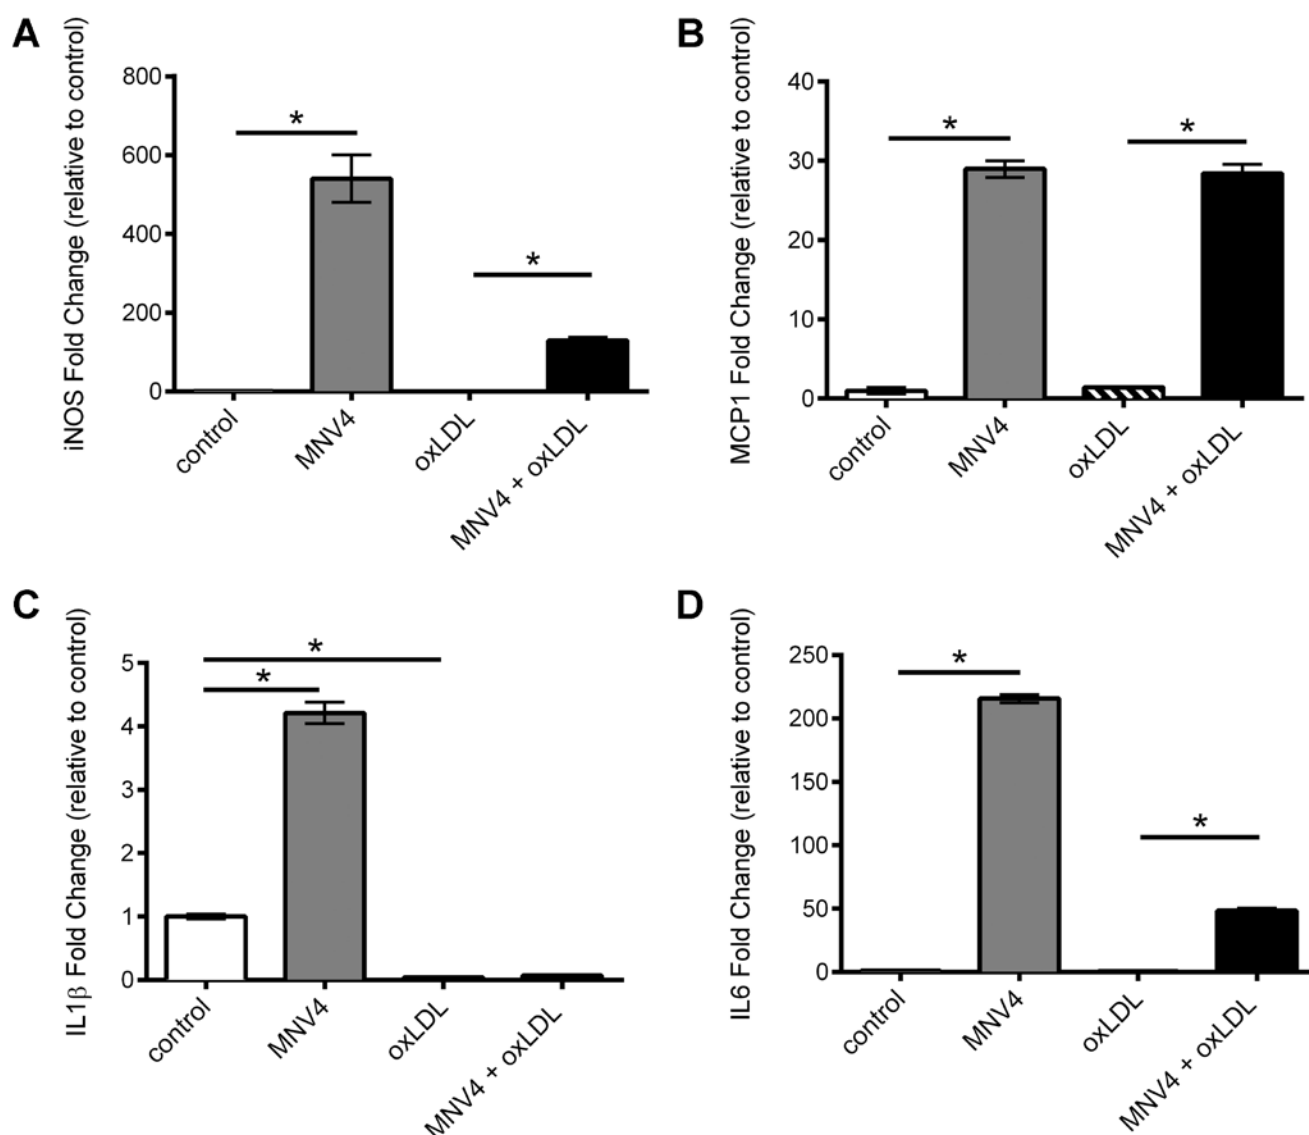 A
iNOS Fold Change (relative to control)
800
600
400
200
0
*
*
control
MNV4
oxLDL
MNV4 + oxLDL
B
MCP1 Fold Change (relative to control)
40
30
20
10
0
*
*
control
MNV4
oxLDL
MNV4 + oxLDL
C
IL1β Fold Change (relative to control)
5
4
3
2
1
0
*
*
control
MNV4
oxLDL
MNV4 + oxLDL
D
IL6 Fold Change (relative to control)
250
200
150
100
50
0
*
*
control
MNV4
oxLDL
MNV4 + oxLDL